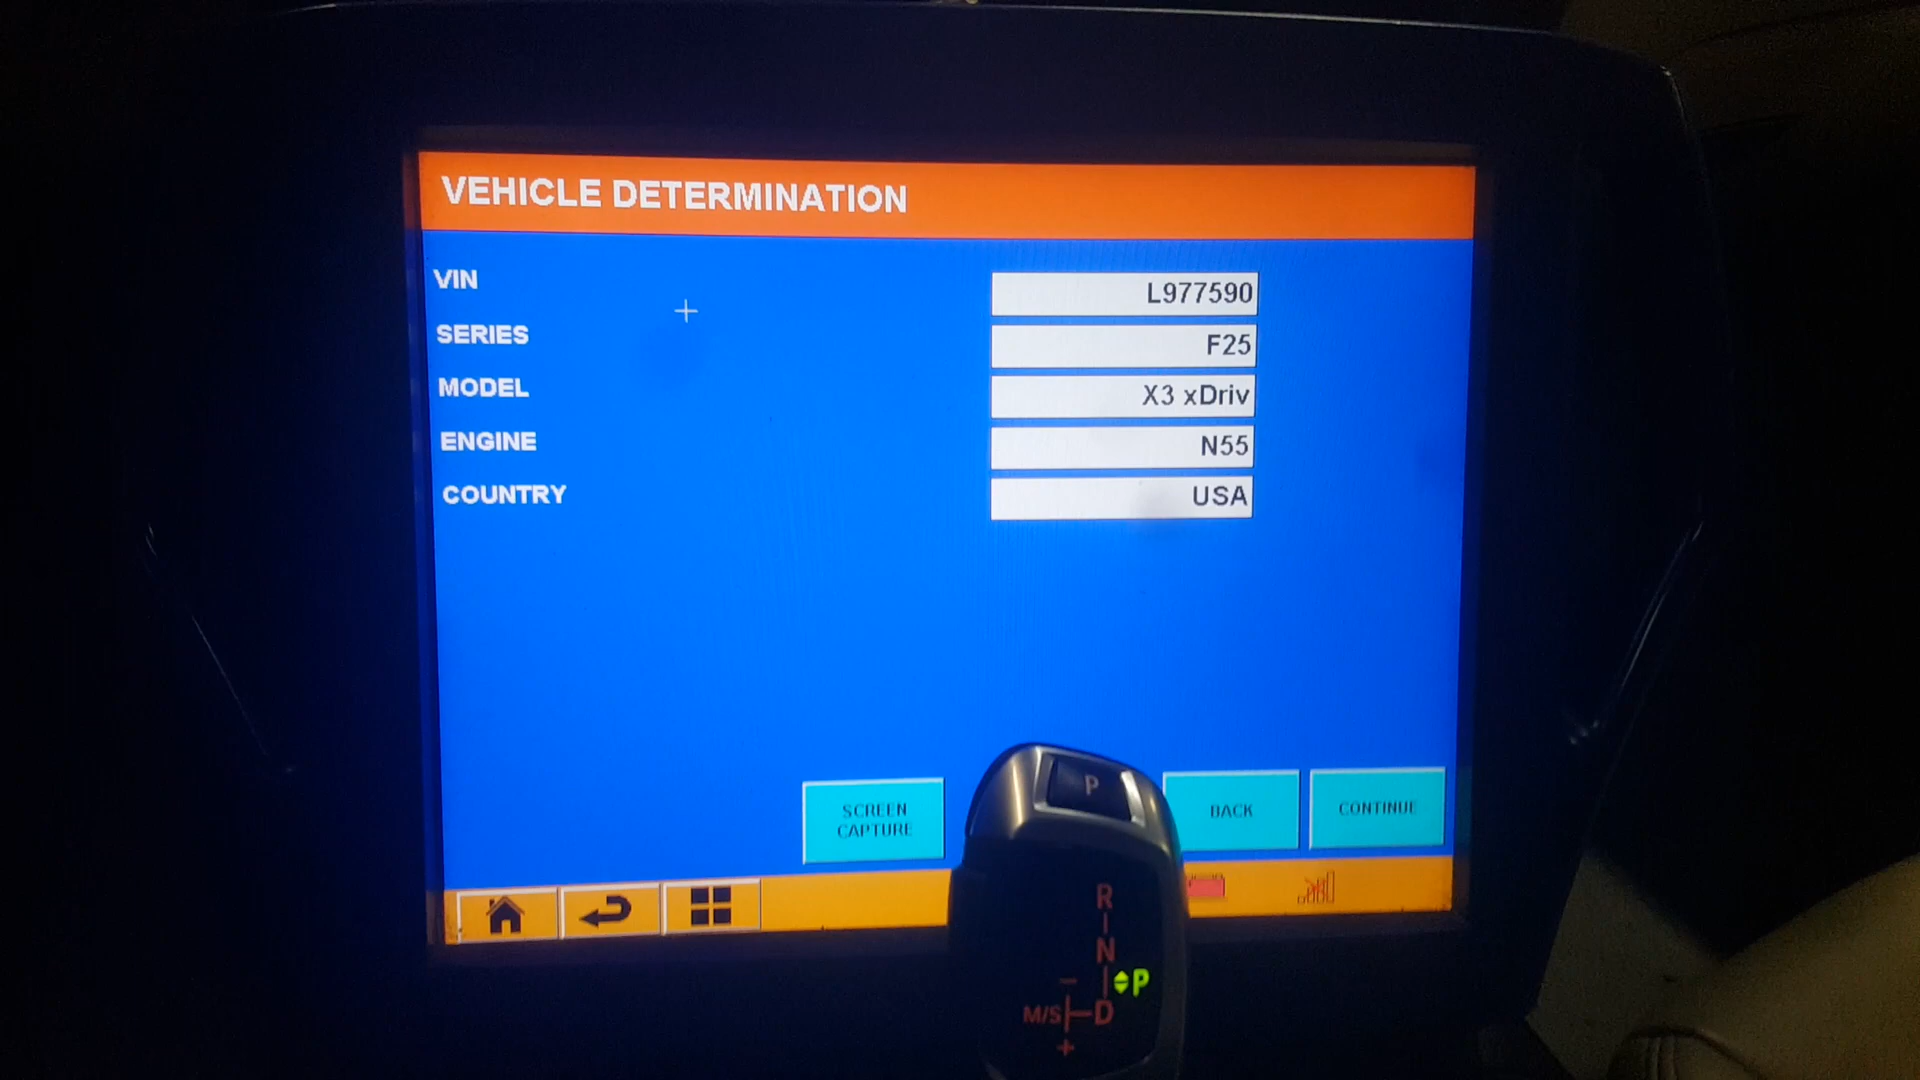 VEHICLE DETERMINATION
VIN L977590
SERIES F25
MODEL X3 xDriv
ENGINE N55
COUNTRY USA
SCREEN
CAPTURE
BACK
CONTINUE
P
R
N
P
M/S D
+